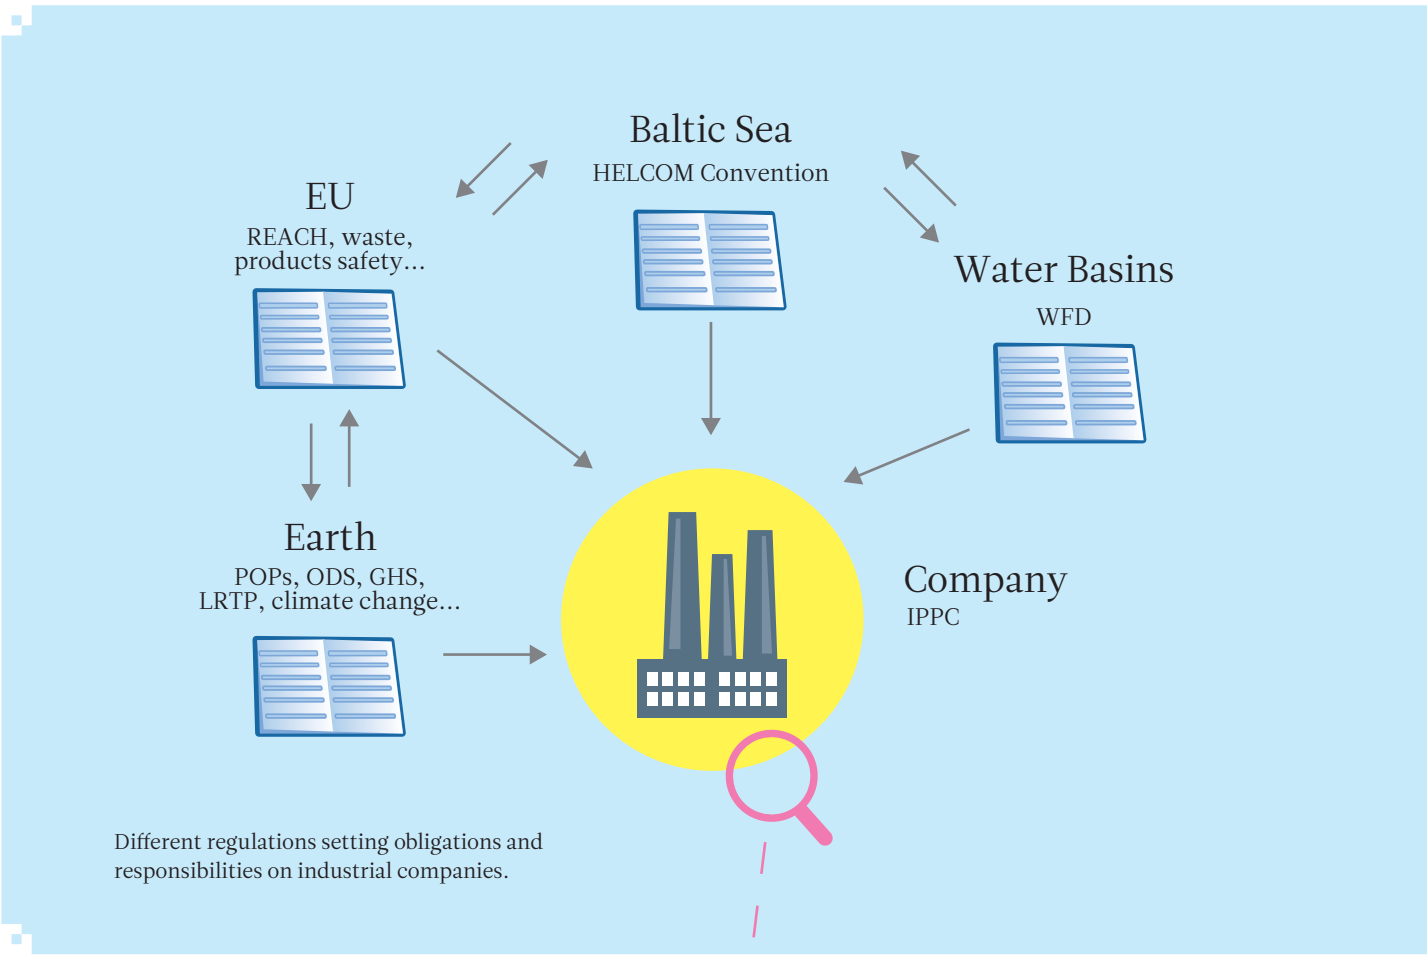 Baltic Sea
HELCOM Convention
EU
REACH, waste,
products safety...
Water Basins
WFD
Earth
POPs, ODS, GHS,
LRTP, climate change...
Company
IPPC
Different regulations setting obligations and
responsibilities on industrial companies.